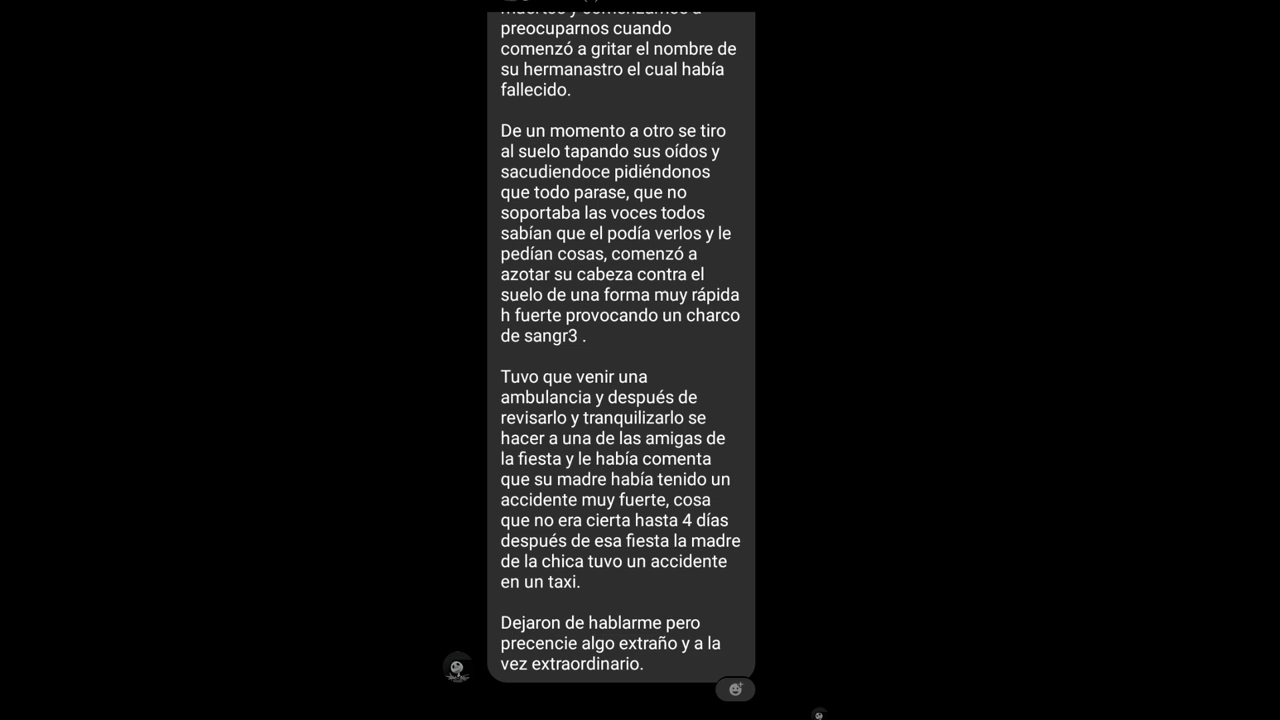 preocuparnos cuando
comenzó a gritar el nombre de
su hermanastro el cual había
fallecido.
De un momento a otro se tiro
al suelo tapando sus oídos y
sacudiendoce pidiéndonos
que todo parase, que no
soportaba las voces todos
sabían que el podía verlos y le
pedían cosas, comenzó a
azotar su cabeza contra el
suelo de una forma muy rápida
h fuerte provocando un charco
de sangr3 .
Tuvo que venir una
ambulancia y después de
revisarlo y tranquilizarlo se
hacer a una de las amigas de
la fiesta y le había comenta
que su madre había tenido un
accidente muy fuerte, cosa
que no era cierta hasta 4 días
después de esa fiesta la madre
de la chica tuvo un accidente
en un taxi.
Dejaron de hablarme pero
precencie algo extraño y a la
vez extraordinario.